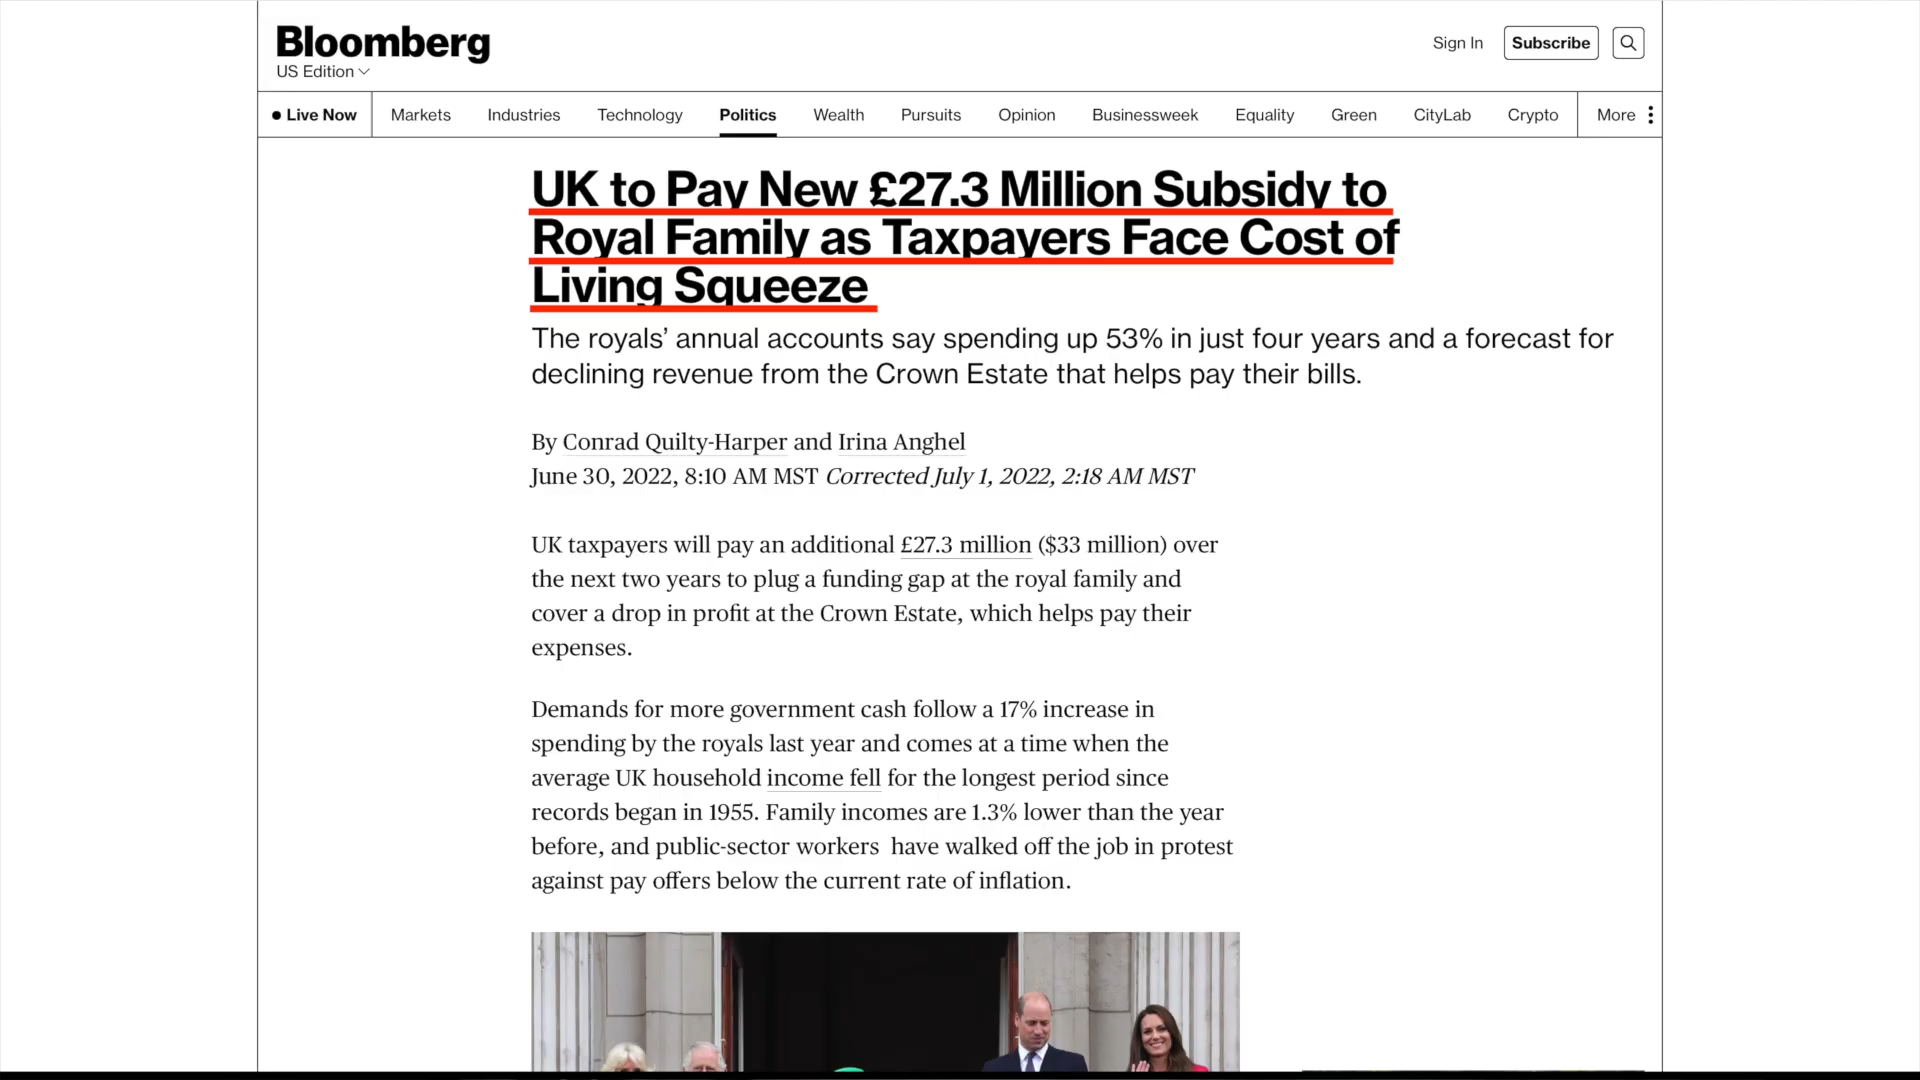 Bloomberg
US Edition
Sign In
Subscribe
Live Now
Markets
Industries
Technology
Politics
Wealth
Pursuits
Opinion
Businessweek
Equality
Green
CityLab
Crypto
More
UK to Pay New £27.3 Million Subsidy to
Royal Family as Taxpayers Face Cost of
Living Squeeze
The royals’ annual accounts say spending up 53% in just four years and a forecast for
declining revenue from the Crown Estate that helps pay their bills.
By Conrad Quilty-Harper and Irina Anghel
June 30, 2022, 8:10 AM MST Corrected July 1, 2022, 2:18 AM MST
UK taxpayers will pay an additional £27.3 million ($33 million) over
the next two years to plug a funding gap at the royal family and
cover a drop in profit at the Crown Estate, which helps pay their
expenses.
Demands for more government cash follow a 17% increase in
spending by the royals last year and comes at a time when the
average UK household income fell for the longest period since
records began in 1955. Family incomes are 1.3% lower than the year
before, and public-sector workers  have walked off the job in protest
against pay offers below the current rate of inflation.